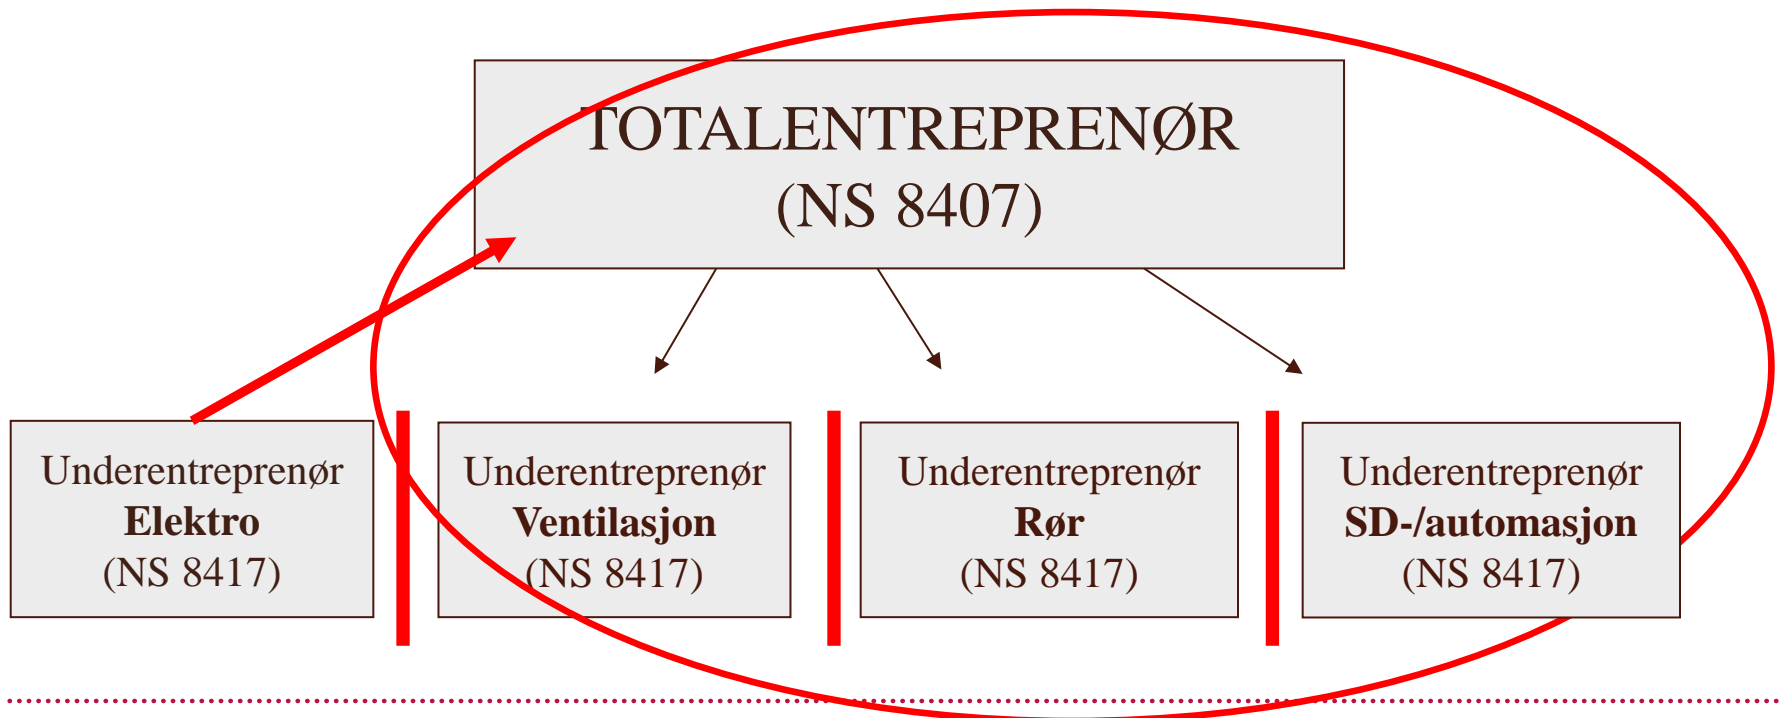 TOTALENTREPRENØR
(NS 8407)
Underentreprenør
Elektro
(NS 8417)
Underentreprenør
Ventilasjon
(NS 8417)
Underentreprenør
Rør
(NS 8417)
Underentreprenør
SD-/automasjon
(NS 8417)